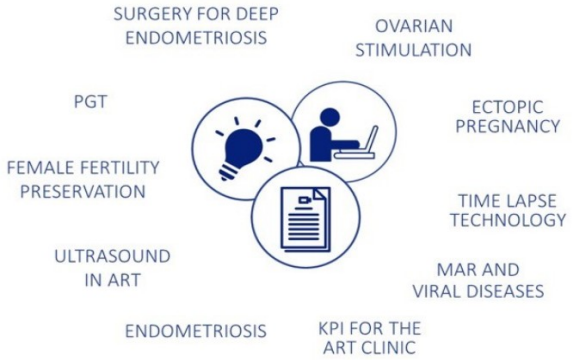 SURGERY FOR DEEP
ENDOMETRIOSIS
OVARIAN
STIMULATION
PGT
ECTOPIC
PREGNANCY
FEMALE FERTILITY
PRESERVATION
TIME LAPSE
TECHNOLOGY
ULTRASOUND
IN ART
MAR AND
VIRAL DISEASES
ENDOMETRIOSIS
KPI FOR THE
ART CLINIC